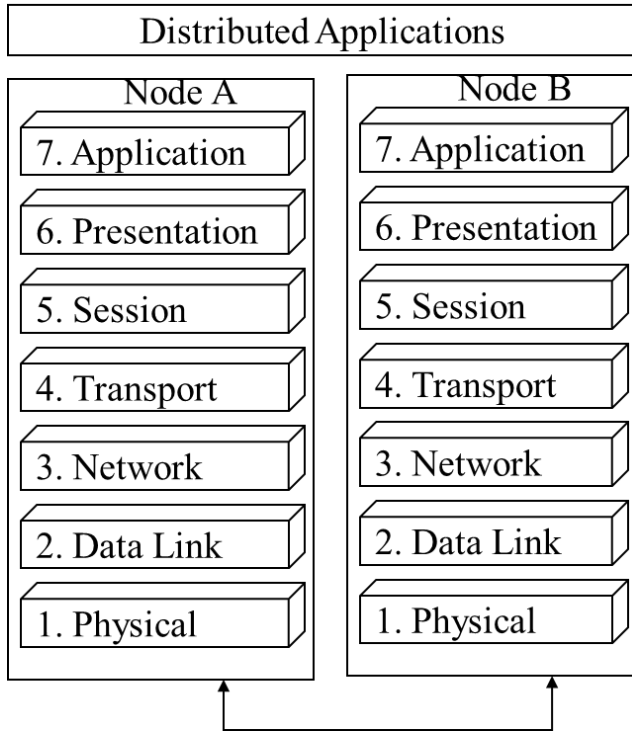 Distributed Applications
Node A
7. Application
6. Presentation
5. Session
4. Transport
3. Network
2. Data Link
1. Physical
Node B
7. Application
6. Presentation
5. Session
4. Transport
3. Network
2. Data Link
1. Physical